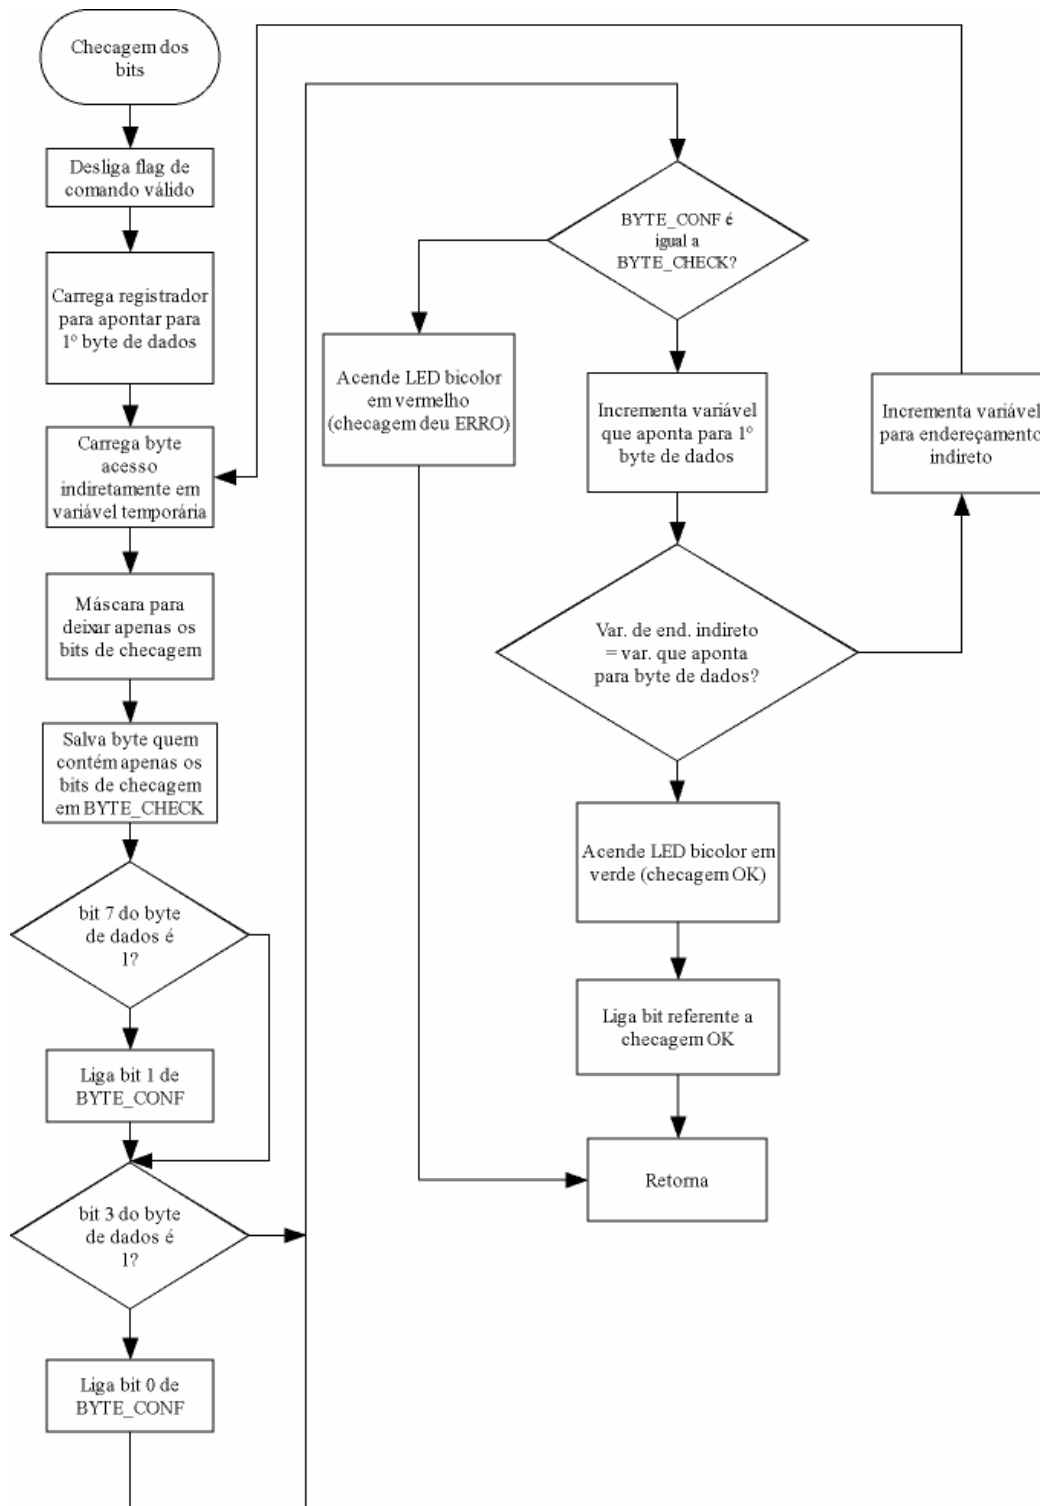 Checagem dos
bits
Desliga flag de
comando válido
Carrega registrador
para apontar para
1º byte de dados
Carrega byte
acesso
indiretamente em
variável temporária
Máscara para
deixar apenas os
bits de checagem
Salva byte quem
contém apenas os
bits de checagem
em BYTE_CHECK
bit 7 do byte
de dados é
1?
Liga bit 1 de
BYTE_CONF
bit 3 do byte
de dados é
1?
Liga bit 0 de
BYTE_CONF
BYTE_CONF é
igual a
BYTE_CHECK?
Acende LED bicolor
em vermelho
(checagem deu ERRO)
Incrementa variável
que aponta para 1º
byte de dados
Incrementa variável
para endereçamento
indireto
Var. de end. indireto
= var. que aponta
para byte de dados?
Acende LED bicolor em
verde (checagem OK)
Liga bit referente a
checagem OK
Retorna